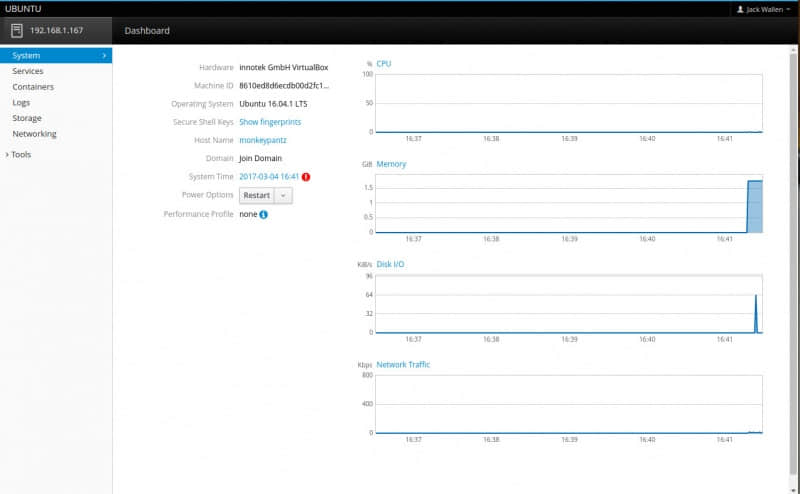 UBUNTU
Jack Wallen
192.168.1.167
Dashboard
System
Services
Containers
Logs
Storage
Networking
Tools
Hardware innotek GmbH VirtualBox
Machine ID 8610ed8d6ecdb00d2fc1...
Operating System Ubuntu 16.04.1 LTS
Secure Shell Keys Show fingerprints
Host Name monkeypantz
Domain Join Domain
System Time 2017-03-04 16:41
Power Options Restart
Performance Profile none
% CPU
100
50
0
16:37 16:38 16:39 16:40 16:41
GiB Memory
1.5
1
0.5
0
16:37 16:38 16:39 16:40 16:41
KiB/s Disk I/O
96
64
32
0
16:37 16:38 16:39 16:40 16:41
Kbps Network Traffic
800
400
0
16:37 16:38 16:39 16:40 16:41